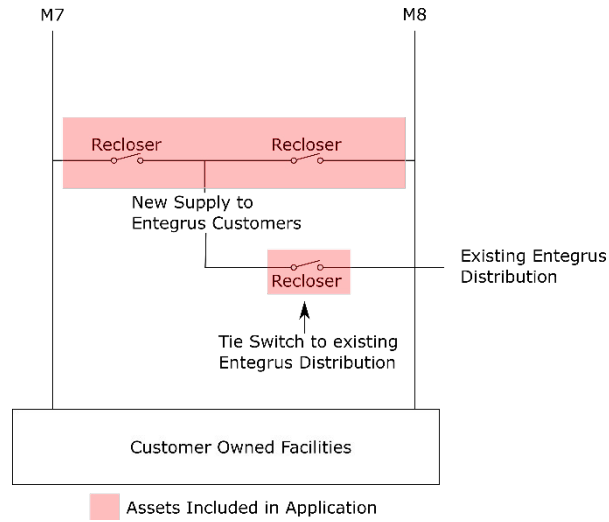 M7
M8
Recloser
Recloser
New Supply to
Entegrus Customers
Existing Entegrus
Distribution
Recloser
Tie Switch to existing
Entegrus Distribution
Customer Owned Facilities
Assets Included in Application